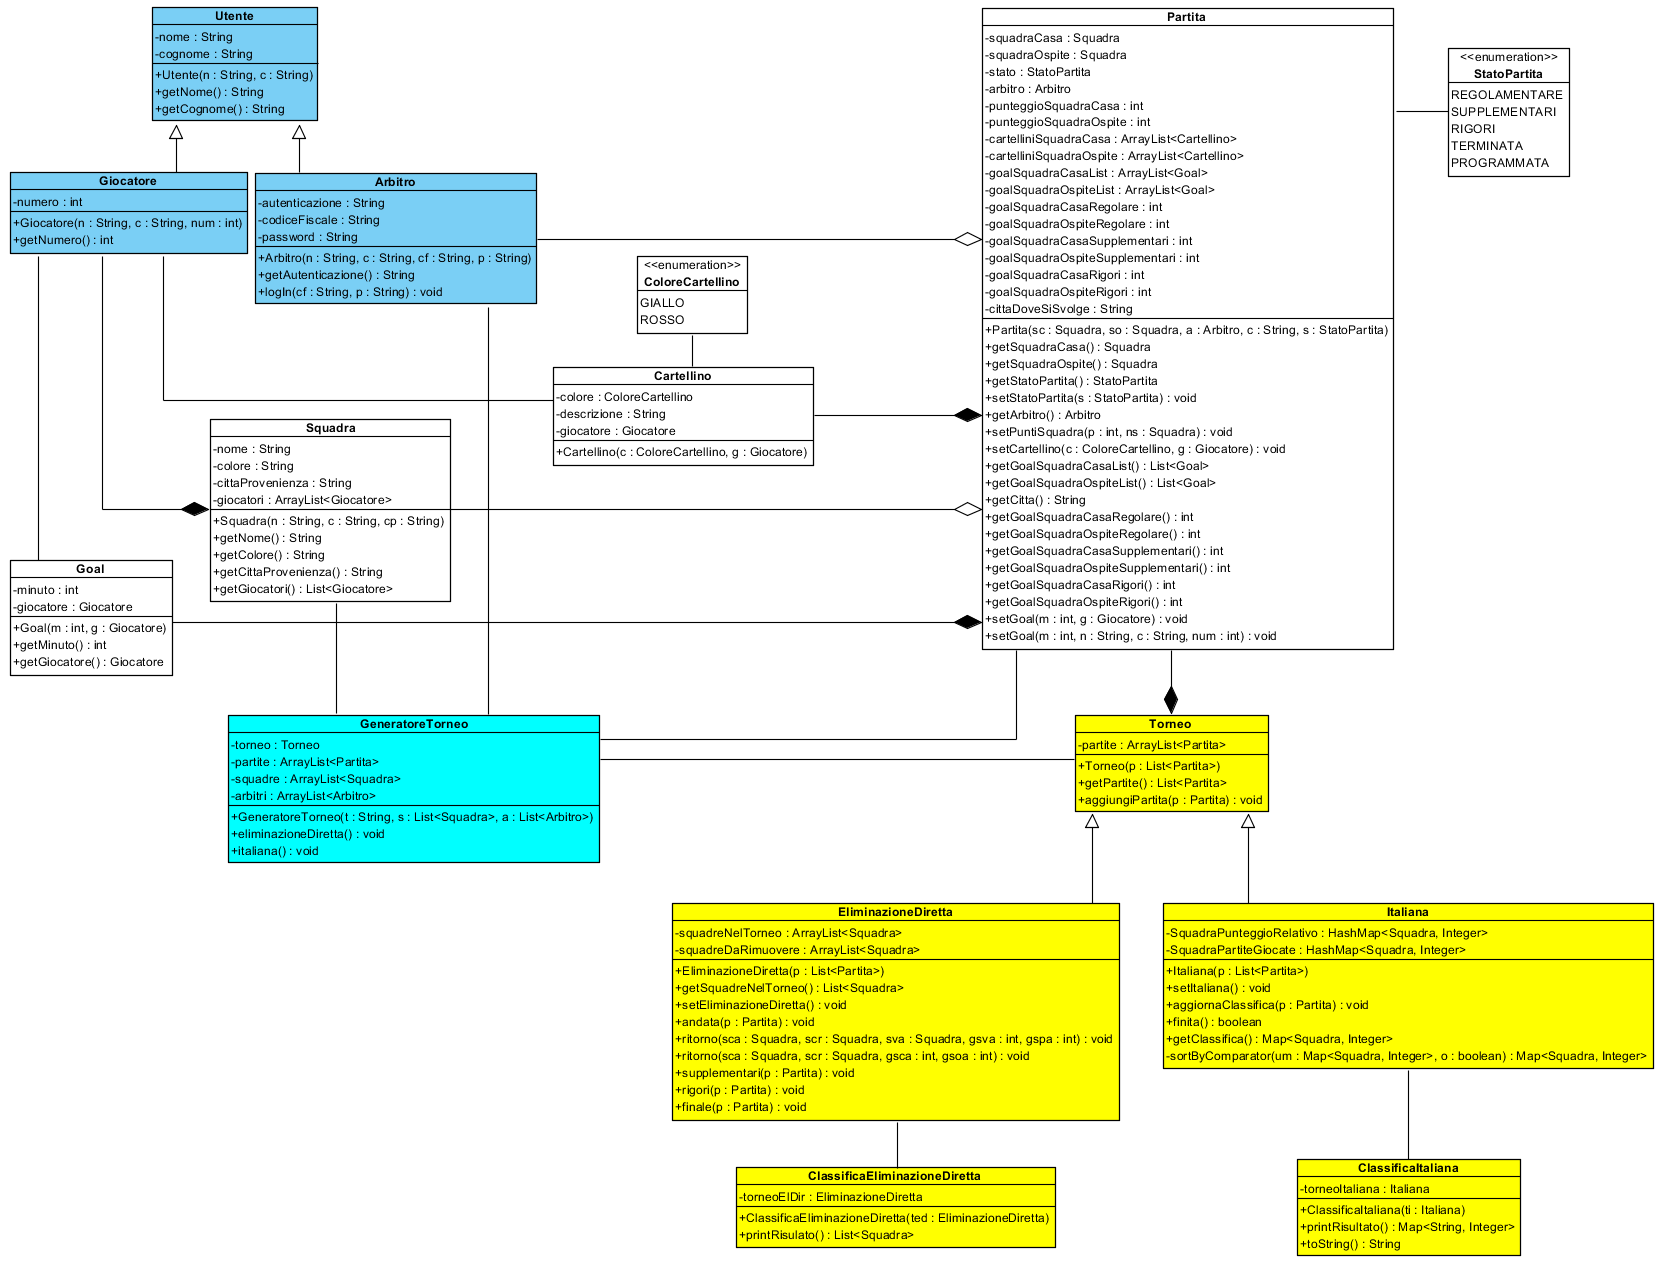 Utente
-nome : String
-cognome : String
+Utente(n : String, c : String)
+getNome() : String
+getCognome() : String
Giocatore
-numero : int
+Giocatore(n : String, c : String, num : int)
+getNumero() : int
Arbitro
-autenticazione : String
-codiceFiscale : String
-password : String
+Arbitro(n : String, c : String, cf : String, p : String)
+getAutenticazione() : String
+logIn(cf : String, p : String) : void
Partita
-squadraCasa : Squadra
-squadraOspite : Squadra
-stato : StatoPartita
-arbitro : Arbitro
-punteggioSquadraCasa : int
-punteggioSquadraOspite : int
-cartelliniSquadraCasa : ArrayList<Cartellino>
-cartelliniSquadraOspite : ArrayList<Cartellino>
-goalSquadraCasaList : ArrayList<Goal>
-goalSquadraOspiteList : ArrayList<Goal>
-goalSquadraCasaRegolare : int
-goalSquadraOspiteRegolare : int
-goalSquadraCasaSupplementari : int
-goalSquadraOspiteSupplementari : int
-goalSquadraCasaRigori : int
-goalSquadraOspiteRigori : int
-cittaDoveSiSvolge : String
+Partita(sc : Squadra, so : Squadra, a : Arbitro, c : String, s : StatoPartita)
+getSquadraCasa() : Squadra
+getSquadraOspite() : Squadra
+getStatoPartita() : StatoPartita
+setStatoPartita(s : StatoPartita) : void
+getArbitro() : Arbitro
+setPuntiSquadra(p : int, ns : Squadra) : void
+setCartellino(c : ColoreCartellino, g : Giocatore) : void
+getGoalSquadraCasaList() : List<Goal>
+getGoalSquadraOspiteList() : List<Goal>
+getCitta() : String
+getGoalSquadraCasaRegolare() : int
+getGoalSquadraOspiteRegolare() : int
+getGoalSquadraCasaSupplementari() : int
+getGoalSquadraOspiteSupplementari() : int
+getGoalSquadraCasaRigori() : int
+getGoalSquadraOspiteRigori() : int
+setGoal(m : int, g : Giocatore) : void
+setGoal(m : int, n : String, c : String, num : int) : void
<<enumeration>>
StatoPartita
REGOLAMENTARE
SUPPLEMENTARI
RIGORI
TERMINATA
PROGRAMMATA
<<enumeration>>
ColoreCartellino
GIALLO
ROSSO
Cartellino
-colore : ColoreCartellino
-descrizione : String
-giocatore : Giocatore
+Cartellino(c : ColoreCartellino, g : Giocatore)
Squadra
-nome : String
-colore : String
-cittaProvenienza : String
-giocatori : ArrayList<Giocatore>
+Squadra(n : String, c : String, cp : String)
+getNome() : String
+getColore() : String
+getCittaProvenienza() : String
+getGiocatori() : List<Giocatore>
Goal
-minuto : int
-giocatore : Giocatore
+Goal(m : int, g : Giocatore)
+getMinuto() : int
+getGiocatore() : Giocatore
GeneratoreTorneo
-torneo : Torneo
-partite : ArrayList<Partita>
-squadre : ArrayList<Squadra>
-arbitri : ArrayList<Arbitro>
+GeneratoreTorneo(t : String, s : List<Squadra>, a : List<Arbitro>)
+eliminazioneDiretta() : void
+italiana() : void
Torneo
-partite : ArrayList<Partita>
+Torneo(p : List<Partita>)
+getPartite() : List<Partita>
+aggiungiPartita(p : Partita) : void
EliminazioneDiretta
-squadreNelTorneo : ArrayList<Squadra>
-squadreDaRimuovere : ArrayList<Squadra>
+EliminazioneDiretta(p : List<Partita>)
+getSquadreNelTorneo() : List<Squadra>
+setEliminazioneDiretta() : void
+andata(p : Partita) : void
+ritorno(sca : Squadra, scr : Squadra, sva : Squadra, gsva : int, gspa : int) : void
+ritorno(sca : Squadra, scr : Squadra, gsca : int, gsoa : int) : void
+supplementari(p : Partita) : void
+rigori(p : Partita) : void
+finale(p : Partita) : void
Italiana
-SquadraPunteggioRelativo : HashMap<Squadra, Integer>
-SquadraPartiteGiocate : HashMap<Squadra, Integer>
+Italiana(p : List<Partita>)
+setItaliana() : void
+aggiornaClassifica(p : Partita) : void
+finita() : boolean
+getClassifica() : Map<Squadra, Integer>
-sortByComparator(um : Map<Squadra, Integer>, o : boolean) : Map<Squadra, Integer>
ClassificaEliminazioneDiretta
-torneoElDir : EliminazioneDiretta
+ClassificaEliminazioneDiretta(ted : EliminazioneDiretta)
+printRisulato() : List<Squadra>
ClassificaItaliana
-torneoItaliana : Italiana
+ClassificaItaliana(ti : Italiana)
+printRisultato() : Map<String, Integer>
+toString() : String